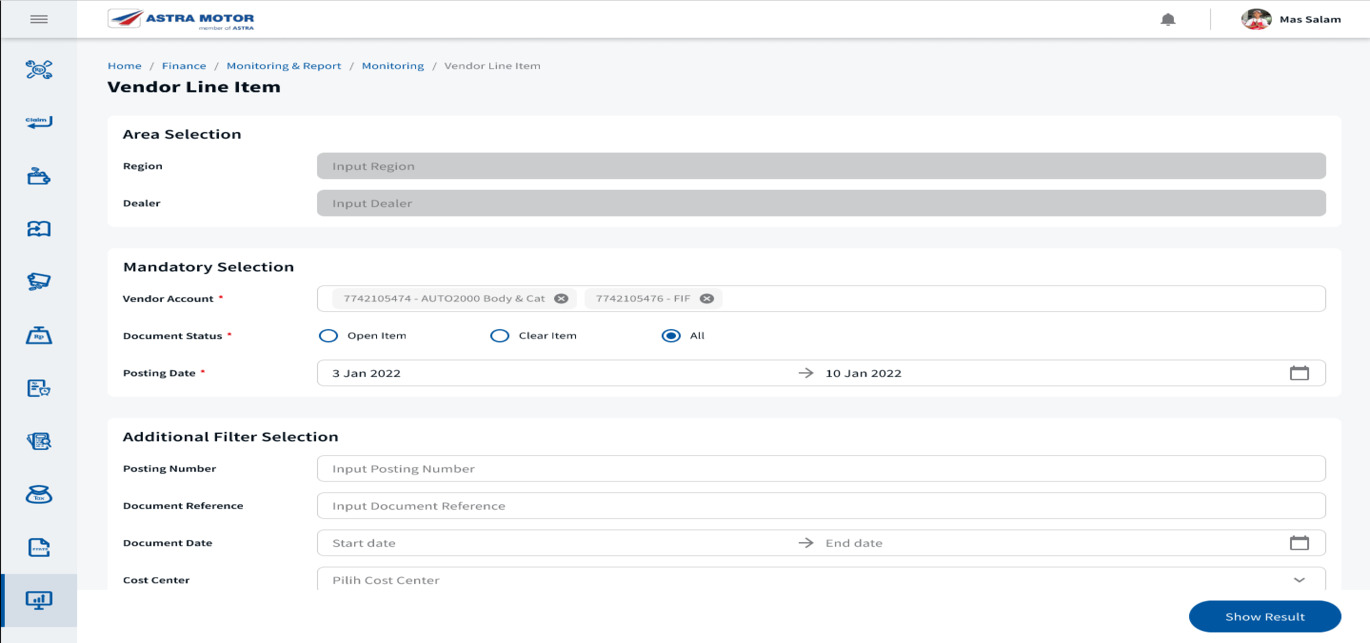 ASTRA MOTOR
member of ASTRA
Mas Salam
Home / Finance / Monitoring & Report / Monitoring / Vendor Line Item
Vendor Line Item
Area Selection
Region Input Region
Dealer Input Dealer
Mandatory Selection
Vendor Account * 7742105474 - AUTO2000 Body & Cat 7742105476 - FIF
Document Status * Open Item Clear Item All
Posting Date * 3 Jan 2022 → 10 Jan 2022
Additional Filter Selection
Posting Number Input Posting Number
Document Reference Input Document Reference
Document Date Start date → End date
Cost Center Pilih Cost Center
Show Result
Rp
Claim
Rp
Tax